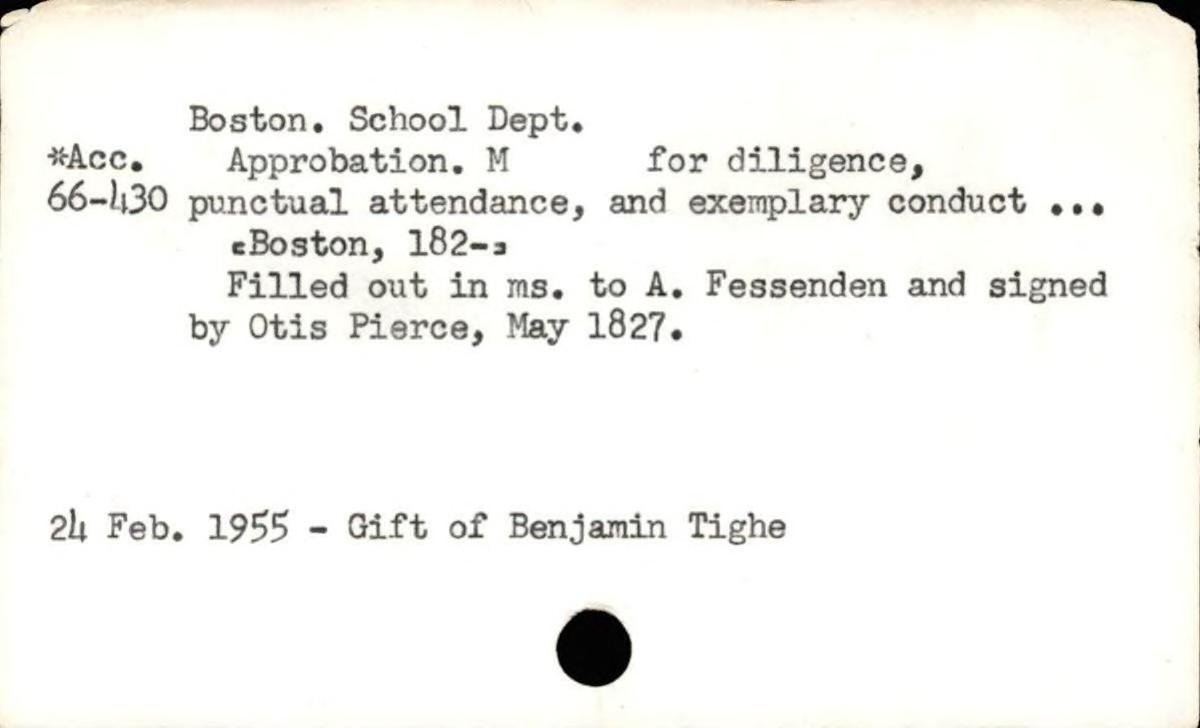 Boston. School Dept.
*Acc. Approbation. M      for diligence,
66-430 punctual attendance, and exemplary conduct ...
[Boston, 182-]
Filled out in ms. to A. Fessenden and signed
by Otis Pierce, May 1827.
24 Feb. 1955 - Gift of Benjamin Tighe